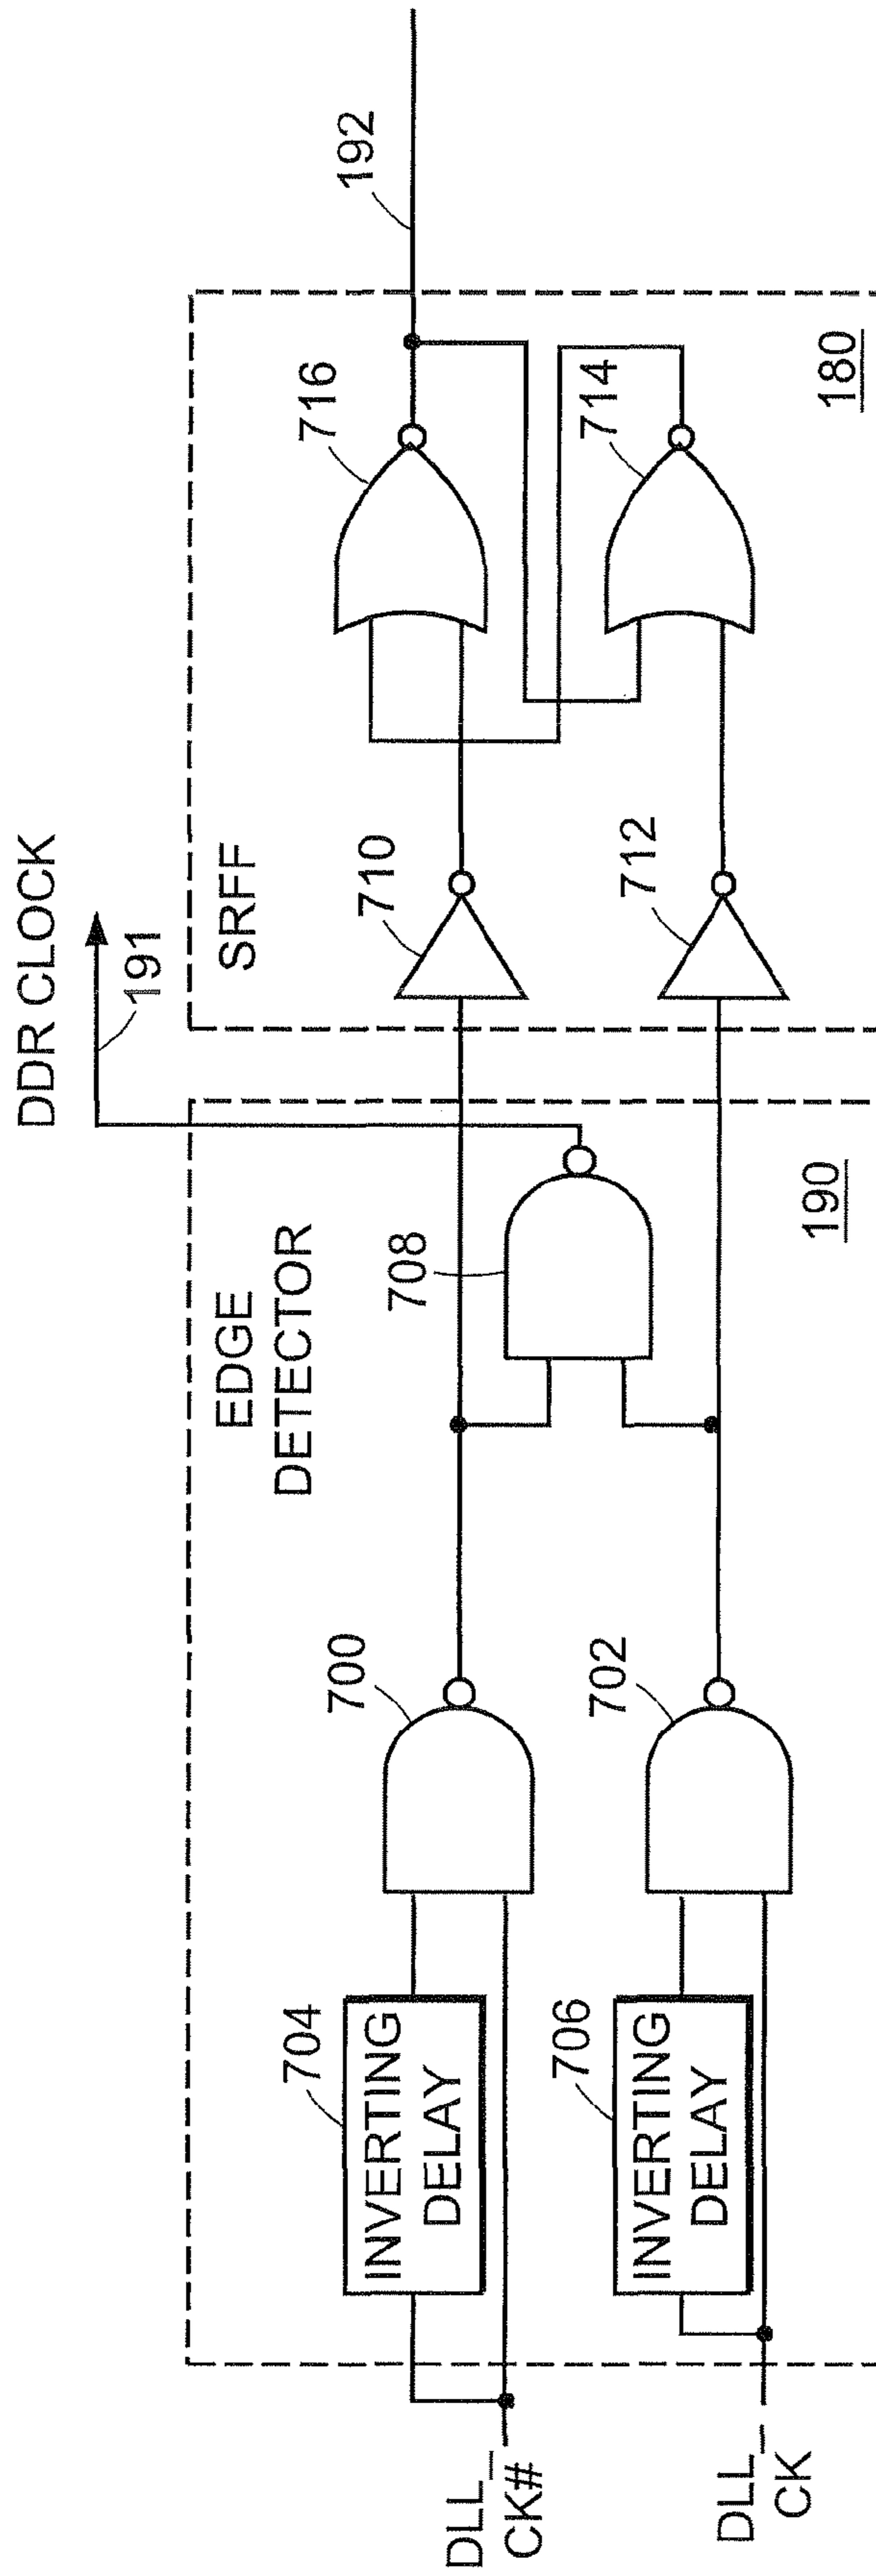 DDR CLOCK
191
192
EDGE
DETECTOR
SRFF
704
INVERTING
DELAY
700
708
710
716
706
INVERTING
DELAY
702
712
714
190
180
DLL_
CK#
DLL_
CK